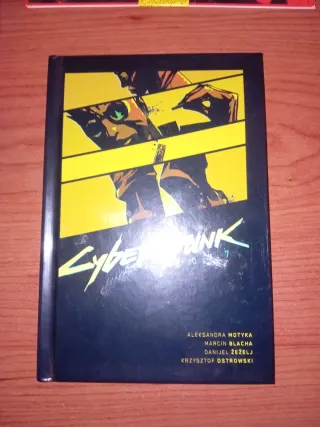 CYBERPUNK
ALEKSANDRA MOTYKA
MARCIN BLACHA
DANIJEL ŽEŽELJ
KRZYSZTOF OSTROWSKI